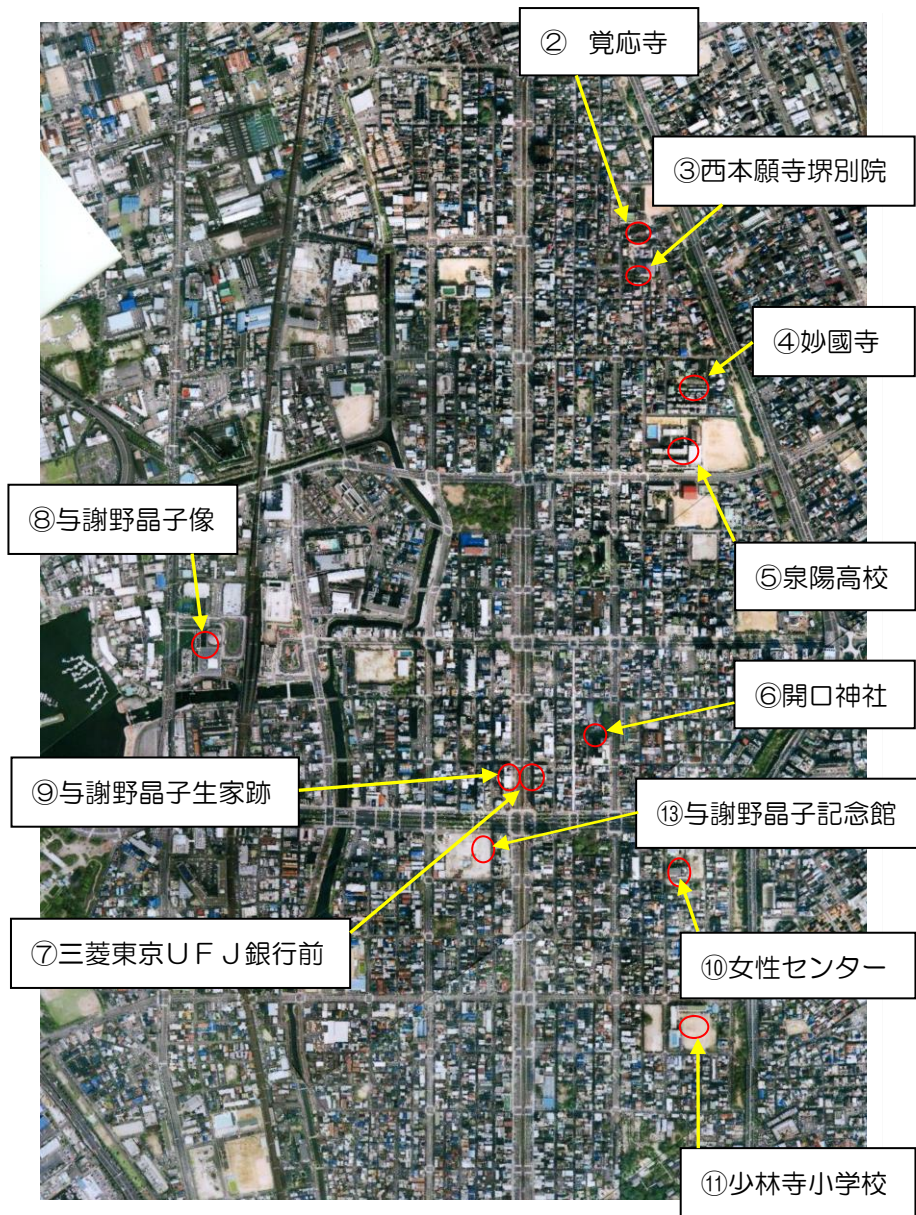 ② 覚応寺
③西本願寺堺別院
④妙國寺
⑧与謝野晶子像
⑤泉陽高校
⑥開口神社
⑨与謝野晶子生家跡
⑬与謝野晶子記念館
⑦三菱東京ＵＦＪ銀行前
⑩女性センター
⑪少林寺小学校